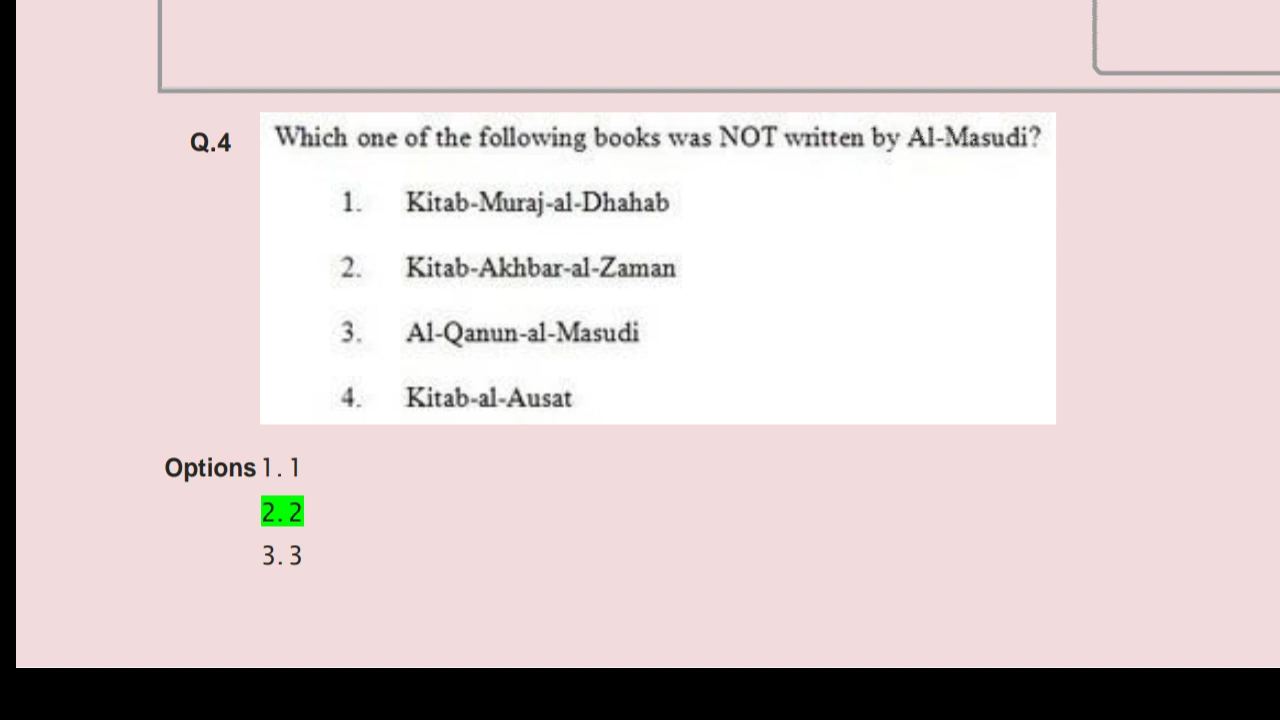 Q.4 Which one of the following books was NOT written by Al-Masudi?
1. Kitab-Muraj-al-Dhahab
2. Kitab-Akhbar-al-Zaman
3. Al-Qanun-al-Masudi
4. Kitab-al-Ausat
Options 1. 1
2. 2
3. 3